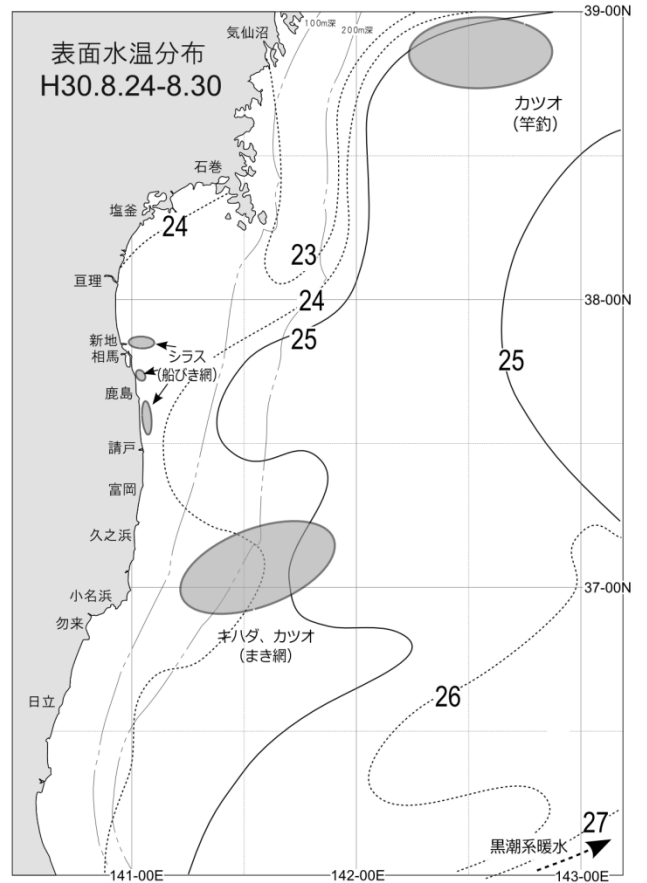 表面水温分布
H30.8.24-8.30
39-00N
気仙沼
100m深
200m深
カツオ
（竿釣）
石巻
塩釜
24
23
亘理
24
38-00N
25
新地
相馬
シラス
（船びき網）
25
鹿島
請戸
富岡
久之浜
37-00N
小名浜
勿来
キハダ、カツオ
（まき網）
日立
26
27
黒潮系暖水
141-00E
142-00E
143-00E